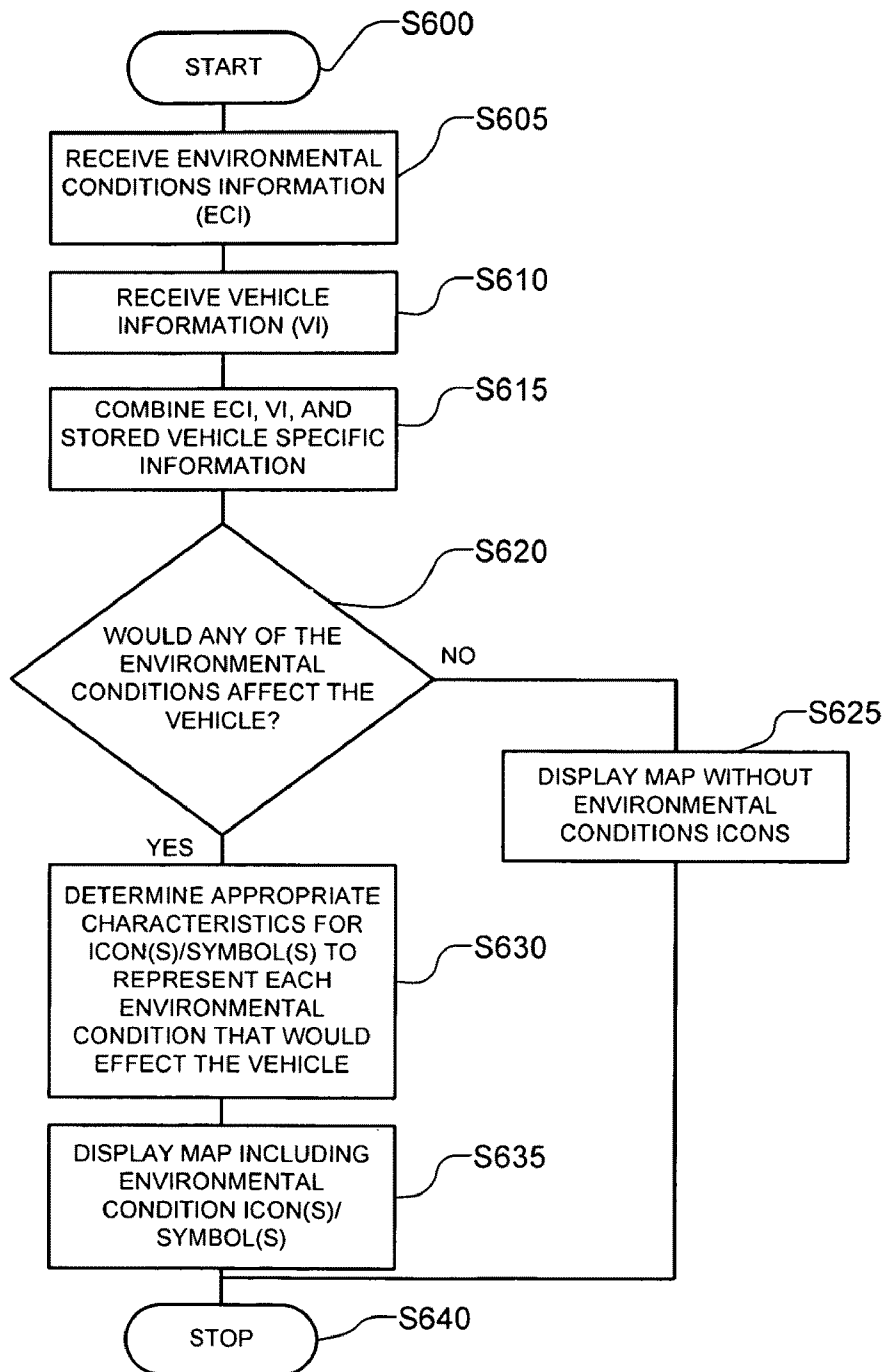 S600
START
S605
RECEIVE ENVIRONMENTAL
CONDITIONS INFORMATION
(ECI)
S610
RECEIVE VEHICLE
INFORMATION (VI)
S615
COMBINE ECI, VI, AND
STORED VEHICLE SPECIFIC
INFORMATION
S620
WOULD ANY OF THE
ENVIRONMENTAL
CONDITIONS AFFECT THE
VEHICLE?
NO
S625
DISPLAY MAP WITHOUT
ENVIRONMENTAL
CONDITIONS ICONS
YES
DETERMINE APPROPRIATE
CHARACTERISTICS FOR
ICON(S)/SYMBOL(S) TO
REPRESENT EACH
ENVIRONMENTAL
CONDITION THAT WOULD
EFFECT THE VEHICLE
S630
DISPLAY MAP INCLUDING
ENVIRONMENTAL
CONDITION ICON(S)/
SYMBOL(S)
S635
STOP
S640